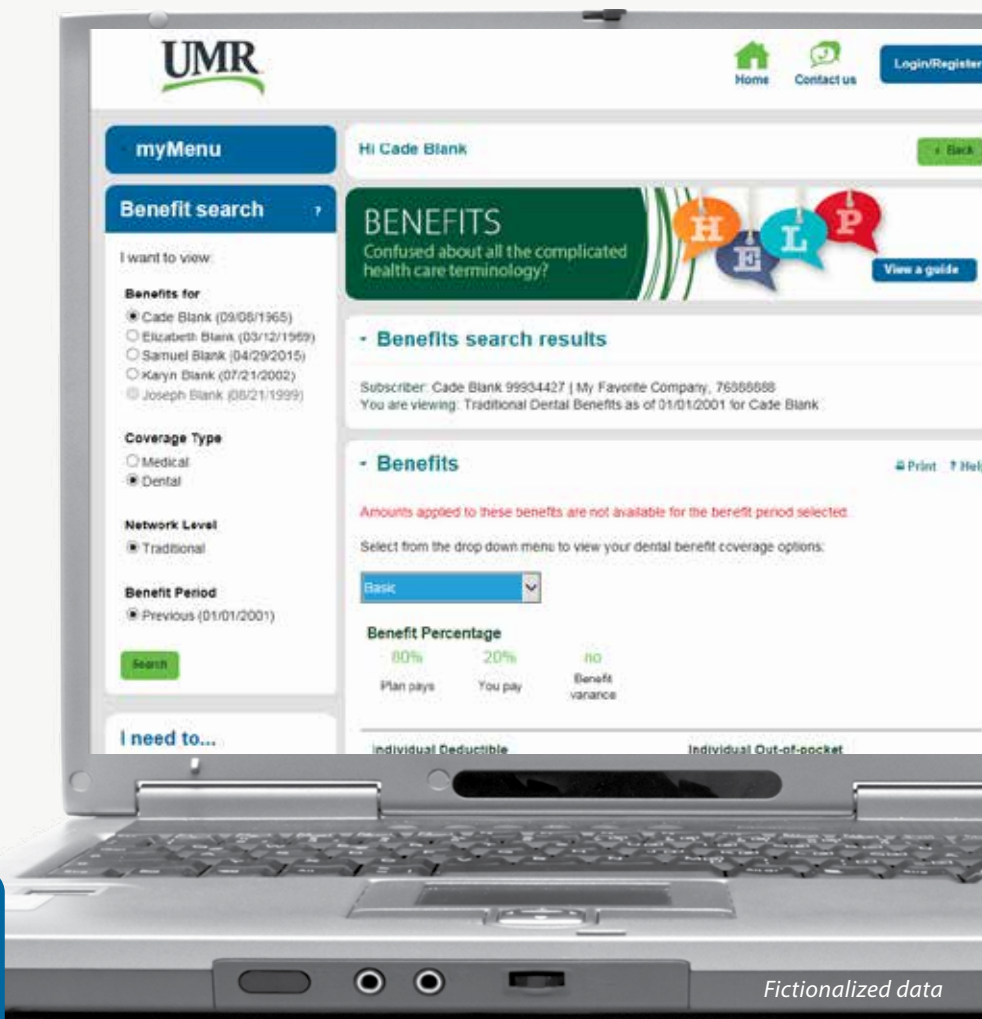 UMR
Home
Contact us
Login/Register
myMenu
Hi Cade Blank
Back
Benefit search ?
BENEFITS
Confused about all the complicated
health care terminology?
HELP
View a guide
I want to view:
Benefits for
Cade Blank (09/08/1965)
Elizabeth Blank (03/12/1969)
Samuel Blank (04/29/2015)
Karyn Blank (07/21/2002)
Joseph Blank (08/21/1999)
Coverage Type
Medical
Dental
Network Level
Traditional
Benefit Period
Previous (01/01/2001)
Search
I need to...
- Benefits search results
Subscriber: Cade Blank 99934427 | My Favorite Company,
You are viewing: Traditional Dental Benefits as of 01/01/2001 for Cade Blank
- Benefits
Print ? Help
Amounts applied to these benefits are not available for the benefit period selected.
Select from the drop down menu to view your dental benefit coverage options:
Basic
Benefit Percentage
80% 20% no
Plan pays You pay Benefit
variance
Individual Deductible Individual Out-of-pocket
Fictionalized data